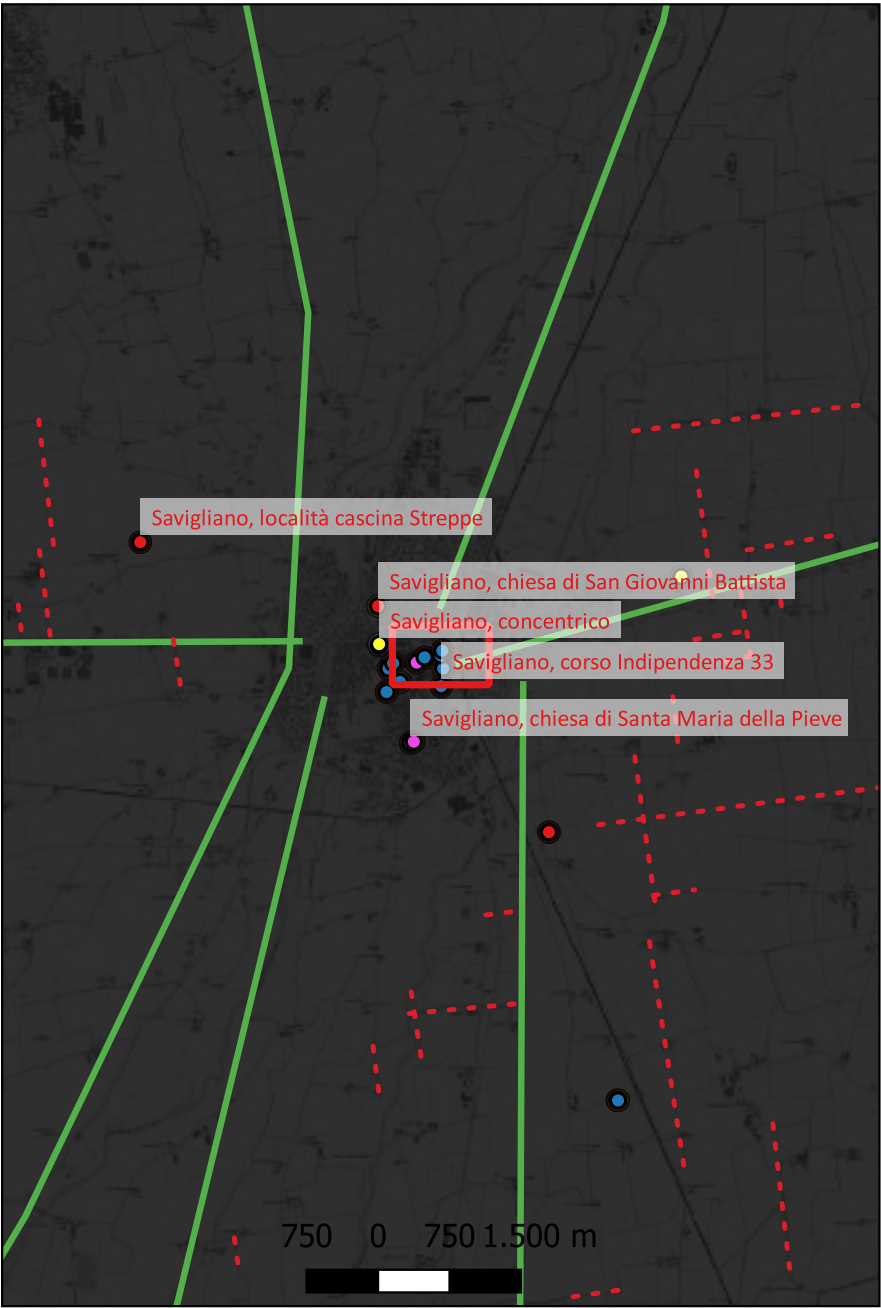 Savigliano, località cascina Streppe
Savigliano, chiesa di San Giovanni Battista
Savigliano, concentrico
Savigliano, corso Indipendenza 33
Savigliano, chiesa di Santa Maria della Pieve
750 0 750 1.500 m